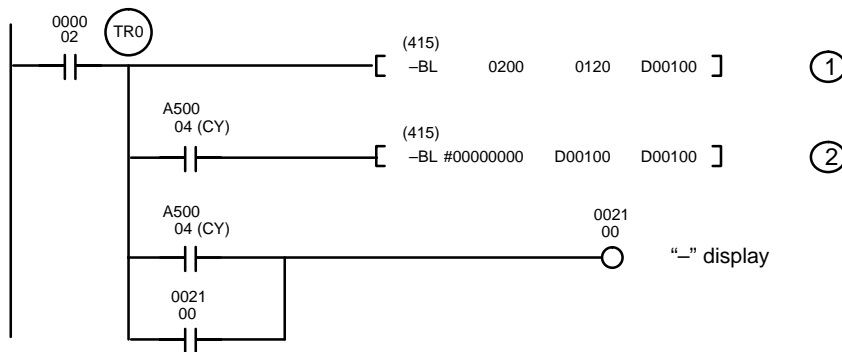 0000
02
TR0
(415)
–BL 0200 0120 D00100
1
A500
04 (CY)
(415)
–BL #00000000 D00100 D00100
2
A500
04 (CY)
0021
00
“–” display
0021
00